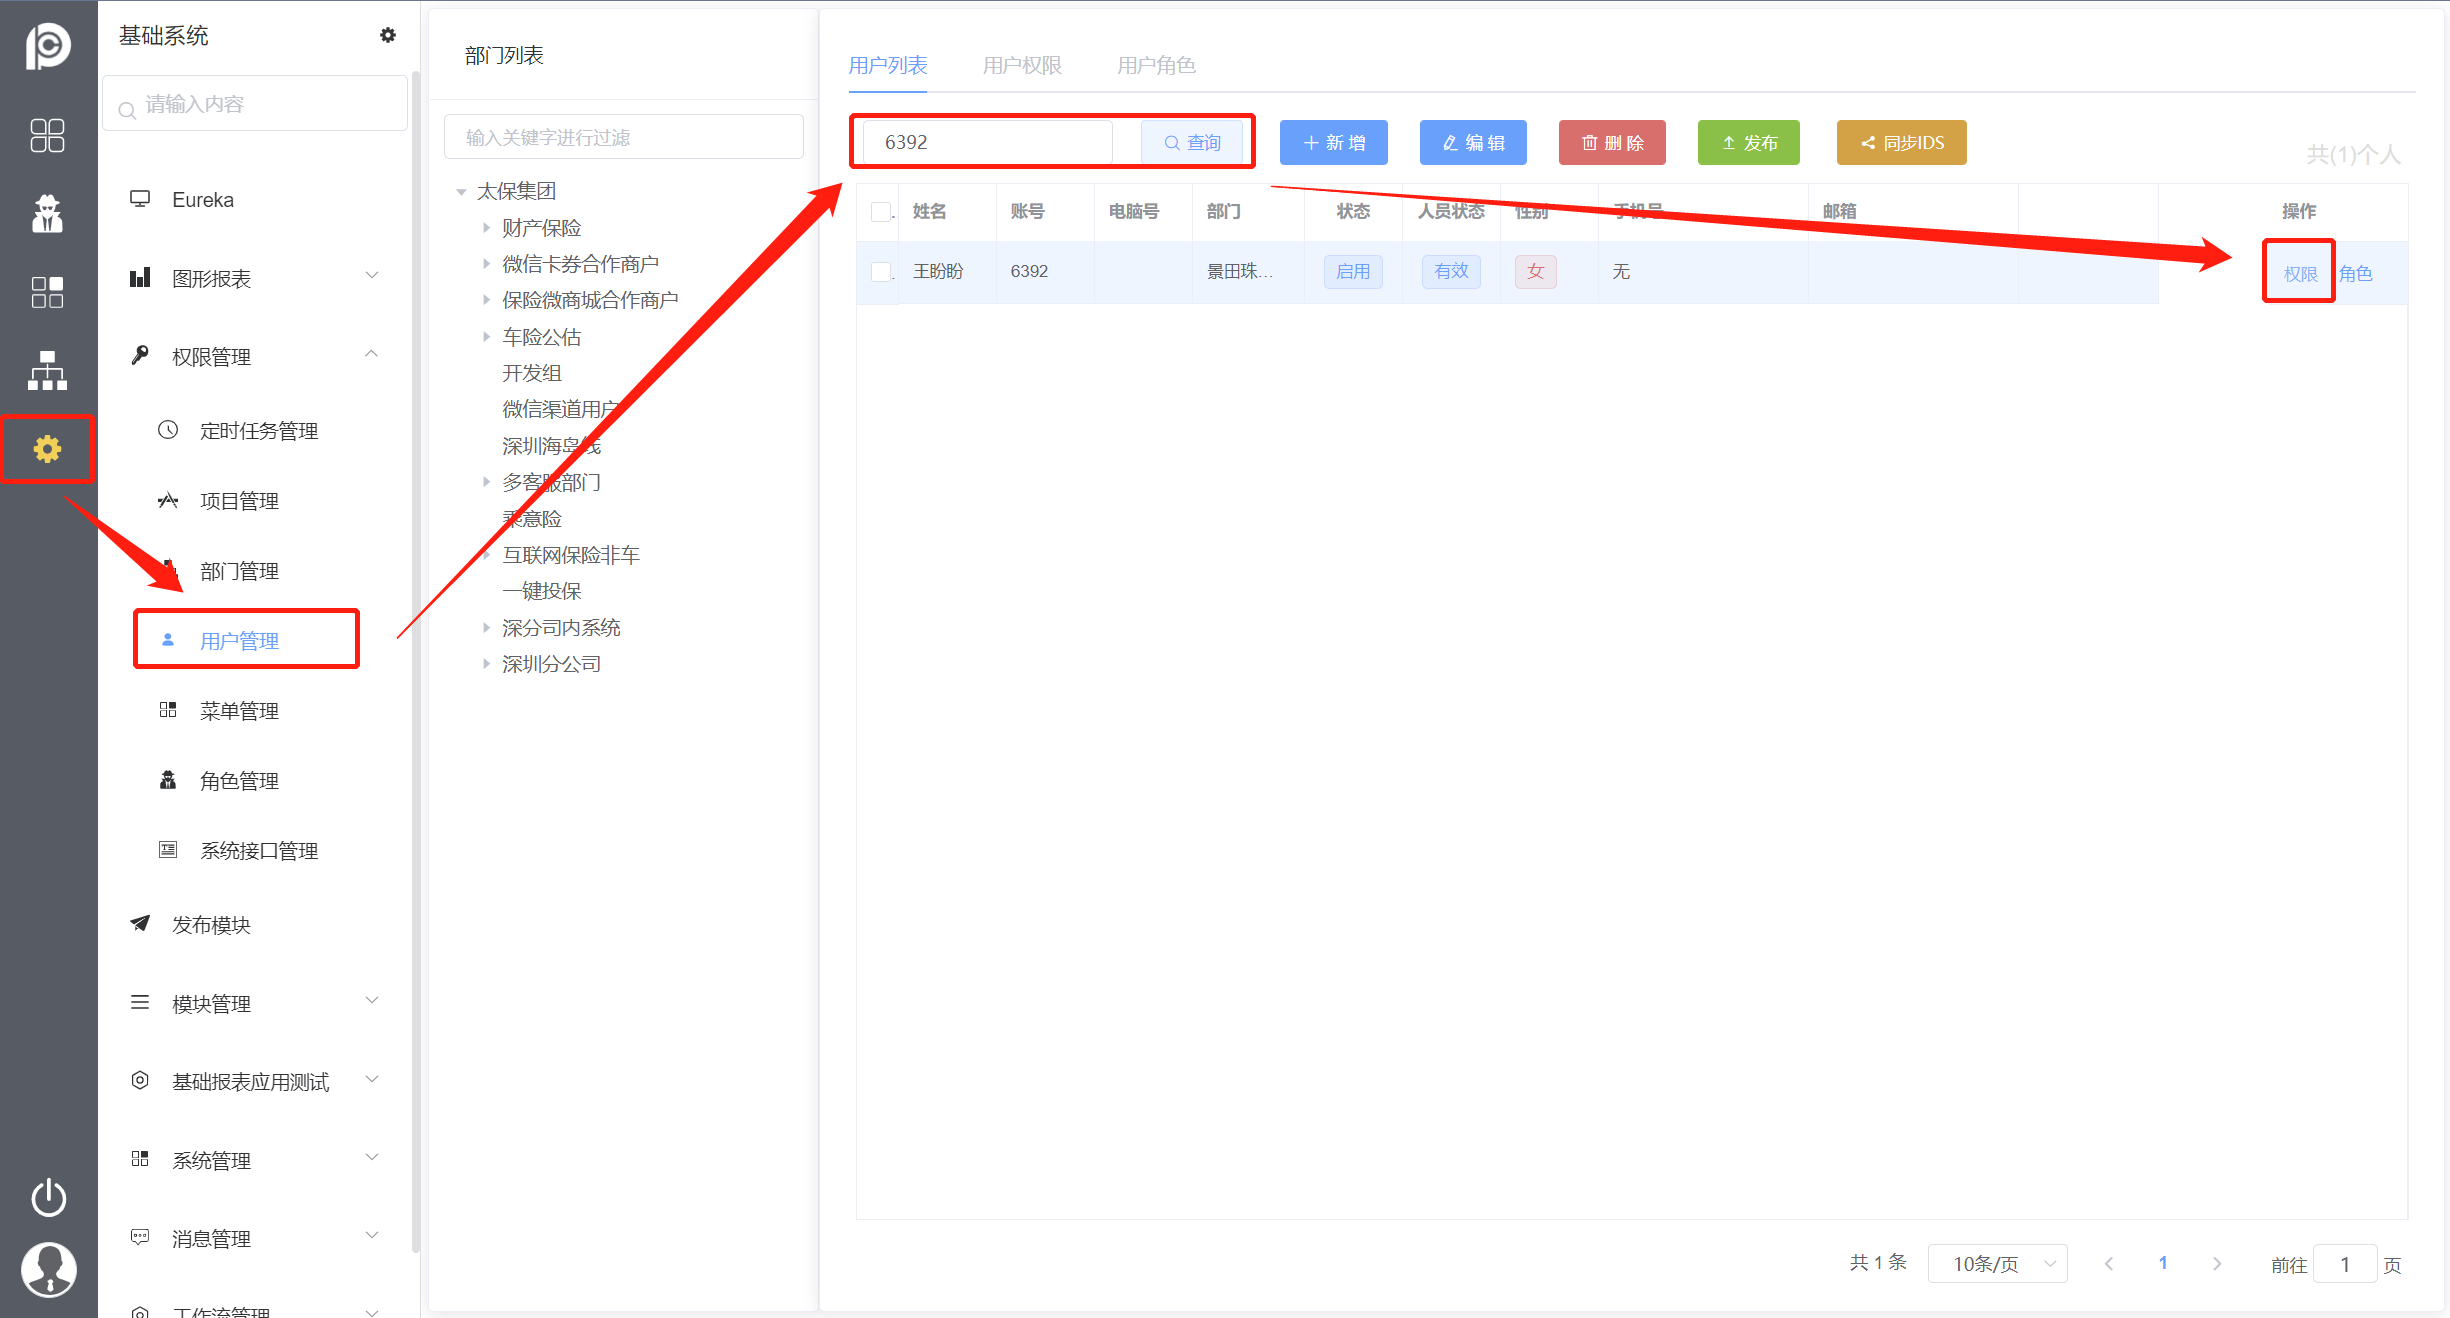 基础系统
请输入内容
Eureka
图形报表
权限管理
定时任务管理
项目管理
部门管理
用户管理
菜单管理
角色管理
系统接口管理
发布模块
模块管理
基础报表应用测试
系统管理
消息管理
工作流管理
部门列表
输入关键字进行过滤
太保集团
财产保险
微信卡券合作商户
保险微商城合作商户
车险公估
开发组
微信渠道用户
深圳海岛线
多客服部门
乘意险
互联网保险非车
一键投保
深分司内系统
深圳分公司
用户列表 用户权限 用户角色
6392 查询 新增 编辑 删除 发布 同步IDS
共(1)个人
姓名 账号 电脑号 部门 状态 人员状态 性别 手机号 邮箱 操作
王盼盼 6392 景田珠... 启用 有效 女 无 权限 角色
共 1 条 10条/页 1 前往 1 页